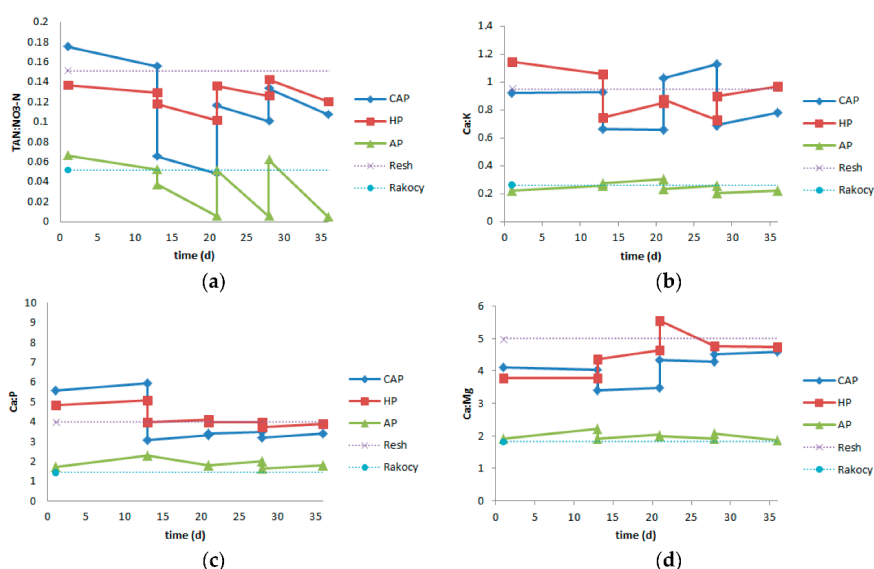 0.2
0.18
0.16
0.14
0.12
0.1
0.08
0.06
0.04
0.02
0
TAN:NO3-N
0 5 10 15 20 25 30 35
time (d)
CAP
HP
AP
Resh
Rakocy
(a)
1.4
1.2
1
0.8
0.6
0.4
0.2
0
Ca:K
0 5 10 15 20 25 30 35
time (d)
CAP
HP
AP
Resh
Rakocy
(b)
10
9
8
7
6
5
4
3
2
1
0
Ca:P
0 5 10 15 20 25 30 35
time (d)
CAP
HP
AP
Resh
Rakocy
(c)
6
5
4
3
2
1
0
Ca:Mg
0 5 10 15 20 25 30 35
time (d)
CAP
HP
AP
Resh
Rakocy
(d)